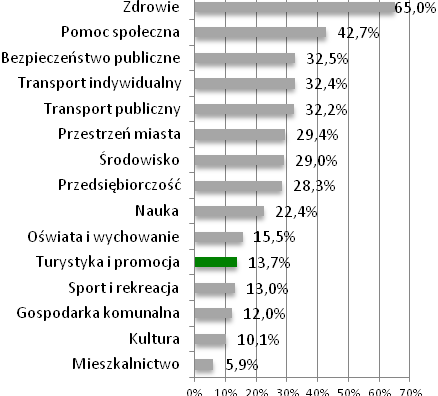 Zdrowie 65,0%
Pomoc społeczna 42,7%
Bezpieczeństwo publiczne 32,5%
Transport indywidualny 32,4%
Transport publiczny 32,2%
Przestrzeń miasta 29,4%
Środowisko 29,0%
Przedsiębiorczość 28,3%
Nauka 22,4%
Oświata i wychowanie 15,5%
Turystyka i promocja 13,7%
Sport i rekreacja 13,0%
Gospodarka komunalna 12,0%
Kultura 10,1%
Mieszkalnictwo 5,9%
0% 10% 20% 30% 40% 50% 60% 70%